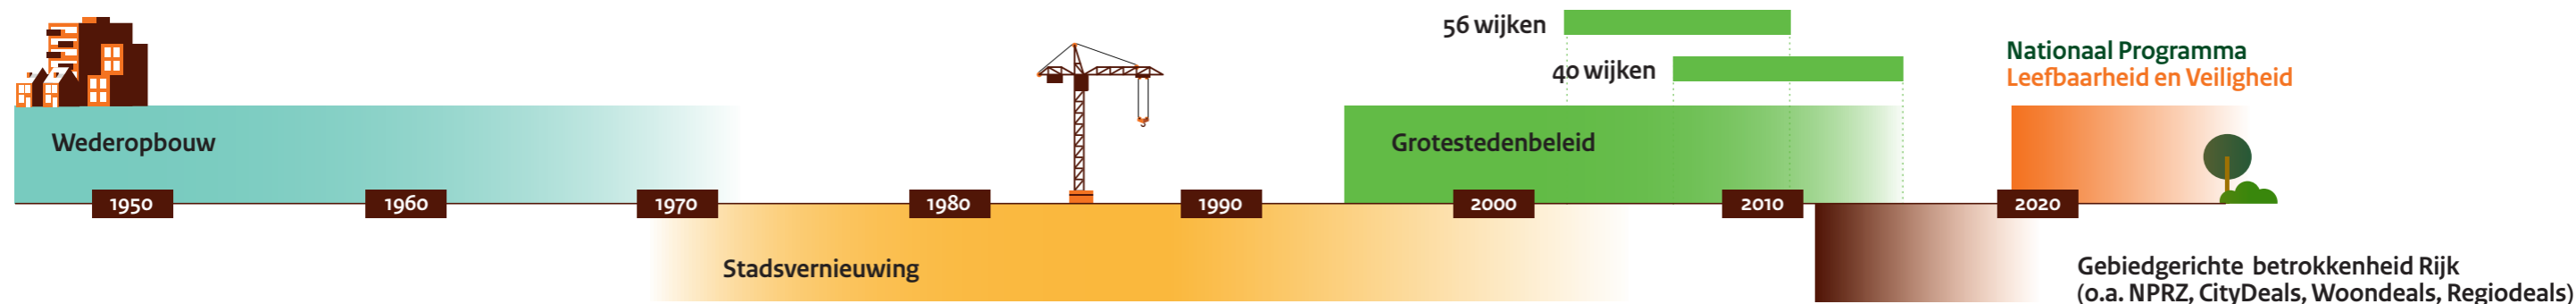 56 wijken
40 wijken
Nationaal Programma
Leefbaarheid en Veiligheid
Wederopbouw
Grotestedenbeleid
1950
1960
1970
1980
1990
2000
2010
2020
Stadsvernieuwing
Gebiedgerichte betrokkenheid Rijk
(o.a. NPRZ, CityDeals, Woondeals, Regiodeals)